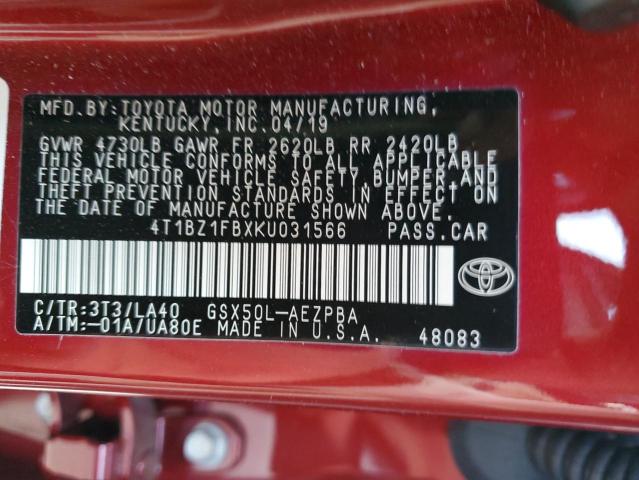 MFD.BY:TOYOTA MOTOR MANUFACTURING,
KENTUCKY,INC.04/19
GVWR 4730LB GAWR FR 2620LB RR 2420LB
THIS VEHICLE CONFORMS TO ALL APPLICABLE
FEDERAL MOTOR VEHICLE SAFETY, BUMPER AND
THEFT PREVENTION STANDARDS IN EFFECT ON
THE DATE OF MANUFACTURE SHOWN ABOVE.
4T1BZ1FBXKU031566 PASS.CAR
C/TR:3T3/LA40 GSX50L-AEZPBA
A/TM:-01A/UA80E MADE IN U.S.A. 48083